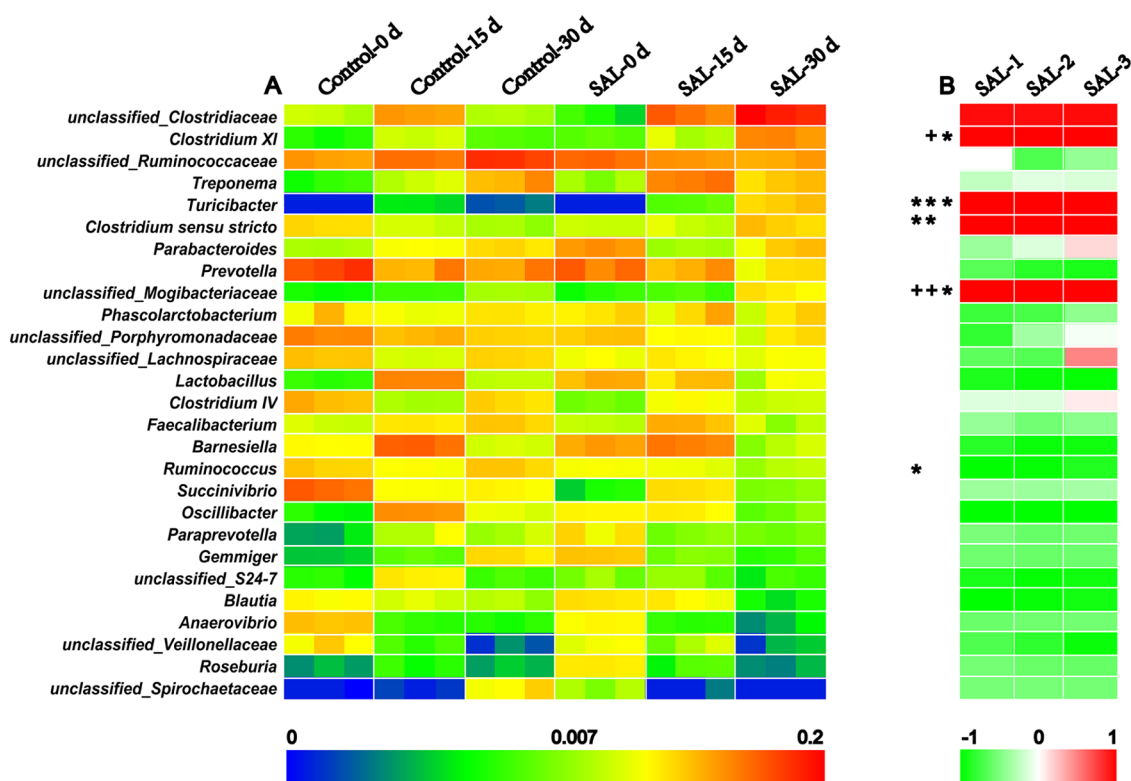 A Control-0 d Control-15 d Control-30 d SAL-0 d SAL-15 d SAL-30 d B SAL-1 SAL-2 SAL-3
unclassified_Clostridiaceae
Clostridium XI + *
unclassified_Ruminococcaceae
Treponema
Turicibacter * * *
Clostridium sensu stricto * *
Parabacteroides
Prevotella
unclassified_Mogibacteriaceae + + *
Phascolarctobacterium
unclassified_Porphyromonadaceae
unclassified_Lachnospiraceae
Lactobacillus
Clostridium IV
Faecalibacterium
Barnesiella
Ruminococcus *
Succinivibrio
Oscillibacter
Paraprevotella
Gemmiger
unclassified_S24-7
Blautia
Anaerovibrio
unclassified_Veillonellaceae
Roseburia
unclassified_Spirochaetaceae
0 0.007 0.2 -1 0 1